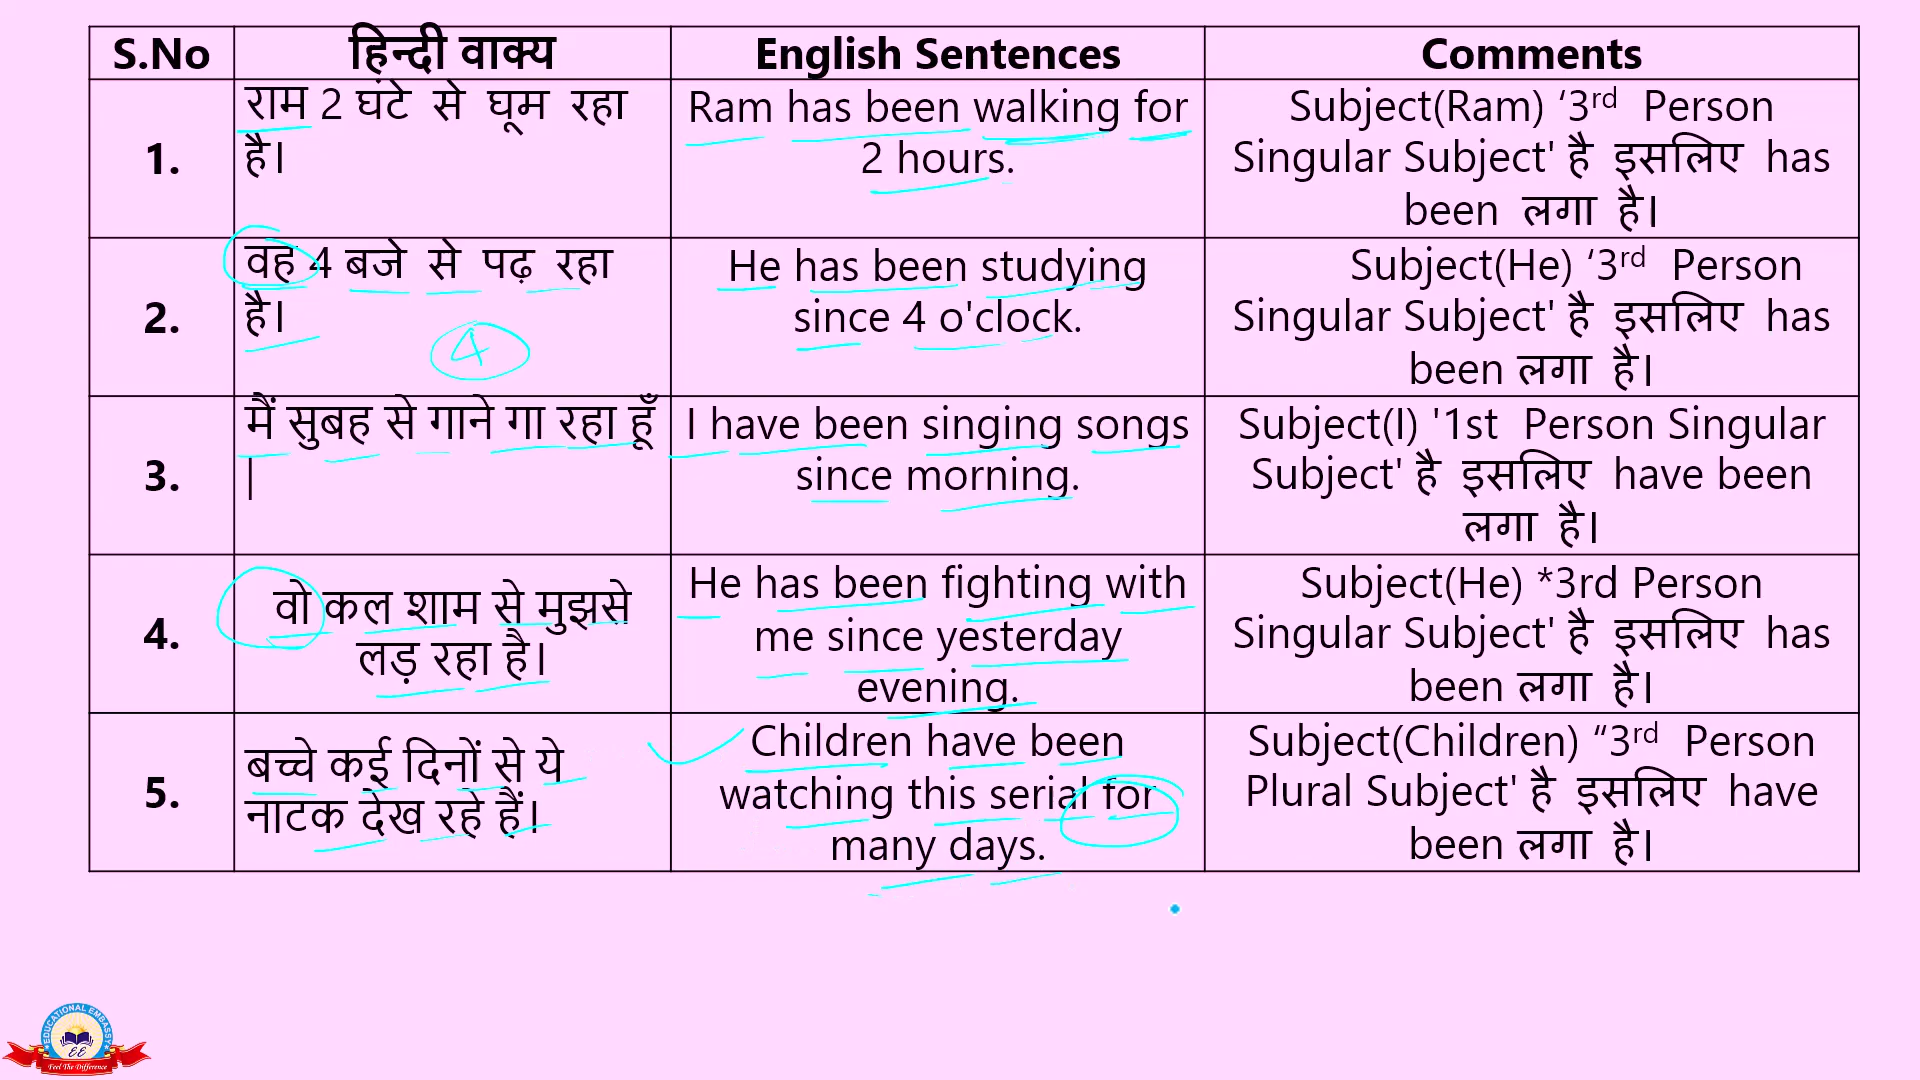 S.No हिन्दी वाक्य English Sentences Comments
1.
राम 2 घंटे से घूम रहा
है।
Ram has been walking for
2 hours.
Subject(Ram) ‘3rd Person
Singular Subject' है इसलिए has
been लगा है।
2.
वह 4 बजे से पढ़ रहा
है।
4
He has been studying
since 4 o'clock.
Subject(He) ‘3rd Person
Singular Subject' है इसलिए has
been लगा है।
3.
मैं सुबह से गाने गा रहा हूँ
|
I have been singing songs
since morning.
Subject(I) '1st Person Singular
Subject' है इसलिए have been
लगा है।
4.
वो कल शाम से मुझसे
लड़ रहा है।
He has been fighting with
me since yesterday
evening.
Subject(He) *3rd Person
Singular Subject' है इसलिए has
been लगा है।
5.
बच्चे कई दिनों से ये
नाटक देख रहे हैं।
Children have been
watching this serial for
many days.
Subject(Children) “3rd Person
Plural Subject' है इसलिए have
been लगा है।
EDUCATIONAL EMBASSY
EE
Feel The Difference